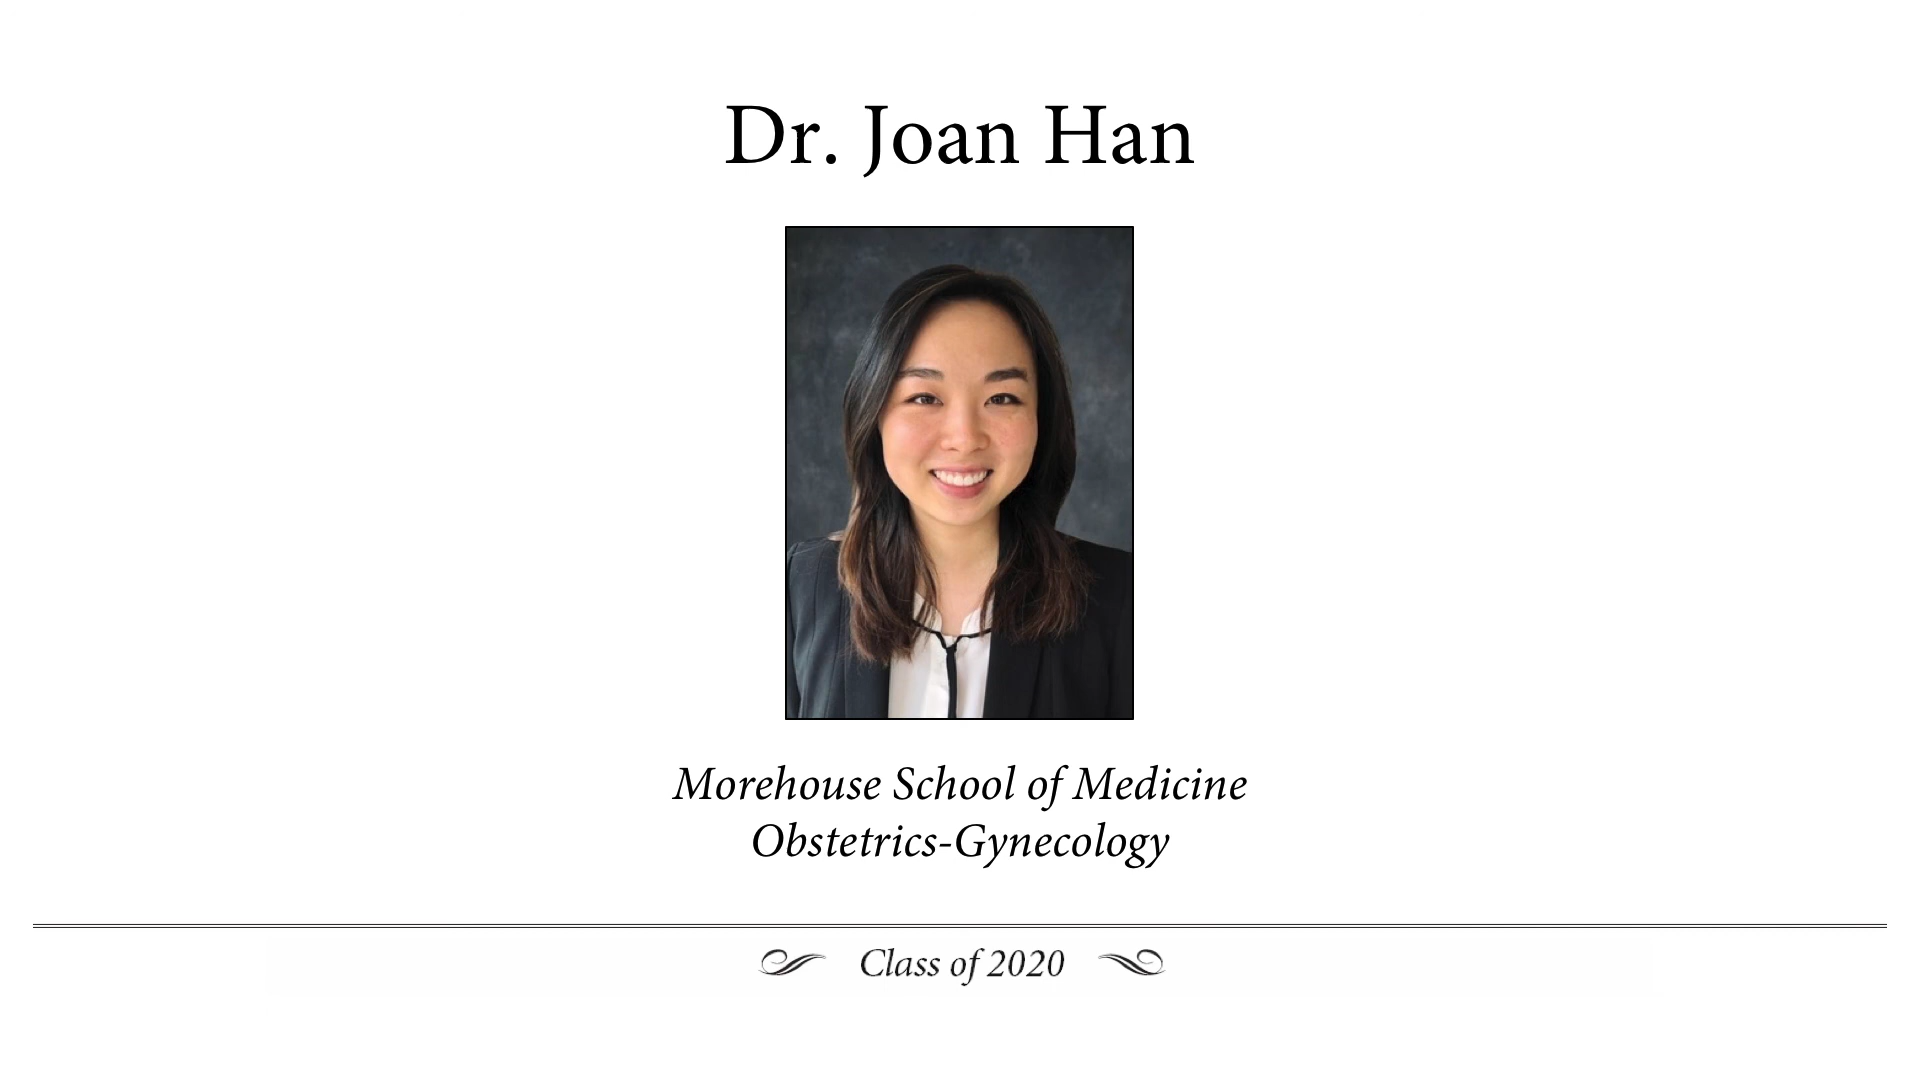 Dr. Joan Han
Morehouse School of Medicine
Obstetrics-Gynecology
Class of 2020